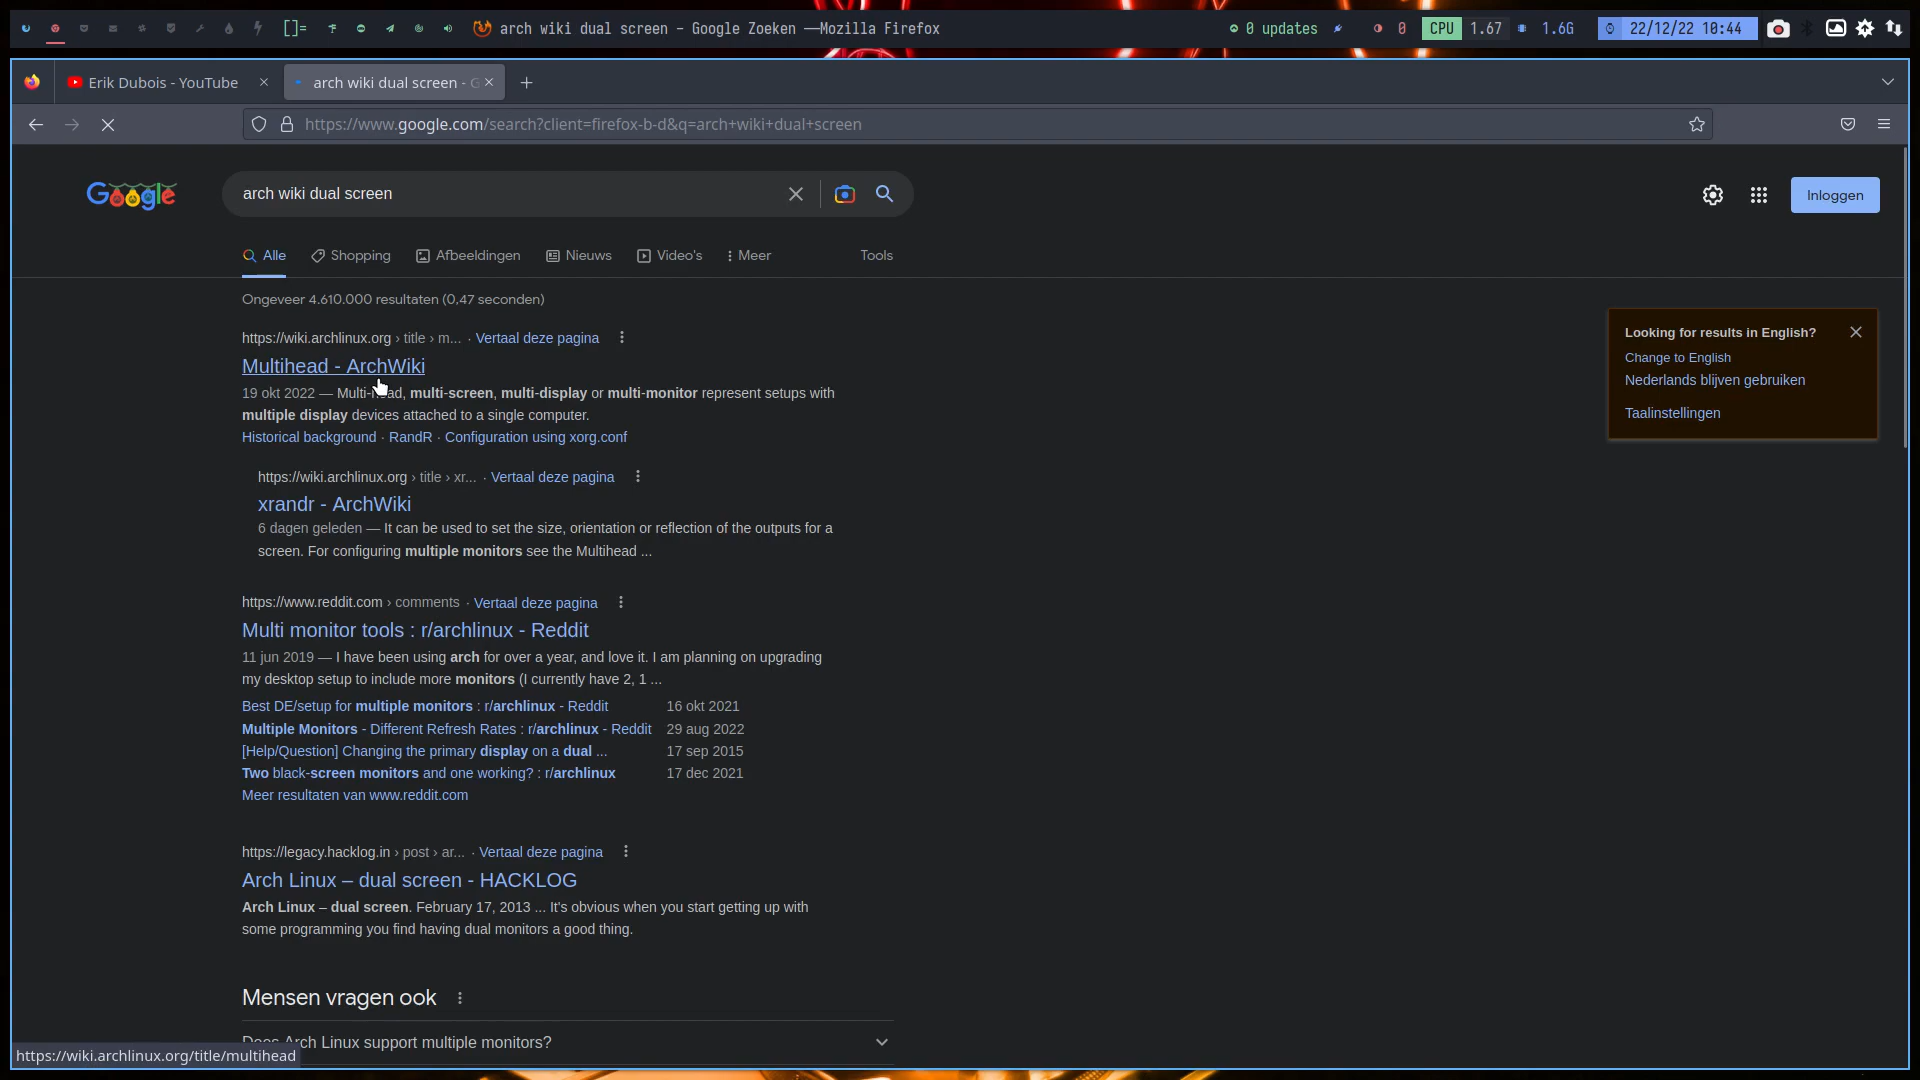 []= arch wiki dual screen – Google Zoeken —Mozilla Firefox 0 updates 0 CPU 1.67 1.6G 22/12/22 10:44
Erik Dubois - YouTube arch wiki dual screen - G
https://www.google.com/search?client=firefox-b-d&q=arch+wiki+dual+screen
Google arch wiki dual screen Inloggen
Alle Shopping Afbeeldingen Nieuws Video's Meer Tools
Ongeveer 4.610.000 resultaten (0,47 seconden)
https://wiki.archlinux.org › title › m... · Vertaal deze pagina
Multihead - ArchWiki
19 okt 2022 — Multi-head, multi-screen, multi-display or multi-monitor represent setups with
multiple display devices attached to a single computer.
Historical background · RandR · Configuration using xorg.conf
https://wiki.archlinux.org › title › xr... · Vertaal deze pagina
xrandr - ArchWiki
6 dagen geleden — It can be used to set the size, orientation or reflection of the outputs for a
screen. For configuring multiple monitors see the Multihead ...
https://www.reddit.com › comments · Vertaal deze pagina
Multi monitor tools : r/archlinux - Reddit
11 jun 2019 — I have been using arch for over a year, and love it. I am planning on upgrading
my desktop setup to include more monitors (I currently have 2, 1 ...
Best DE/setup for multiple monitors : r/archlinux - Reddit 16 okt 2021
Multiple Monitors - Different Refresh Rates : r/archlinux - Reddit 29 aug 2022
[Help/Question] Changing the primary display on a dual ... 17 sep 2015
Two black-screen monitors and one working? : r/archlinux 17 dec 2021
Meer resultaten van www.reddit.com
https://legacy.hacklog.in › post › ar... · Vertaal deze pagina
Arch Linux – dual screen - HACKLOG
Arch Linux – dual screen. February 17, 2013 ... It's obvious when you start getting up with
some programming you find having dual monitors a good thing.
Mensen vragen ook
Does Arch Linux support multiple monitors?
https://wiki.archlinux.org/title/multihead
Looking for results in English?
Change to English
Nederlands blijven gebruiken
Taalinstellingen